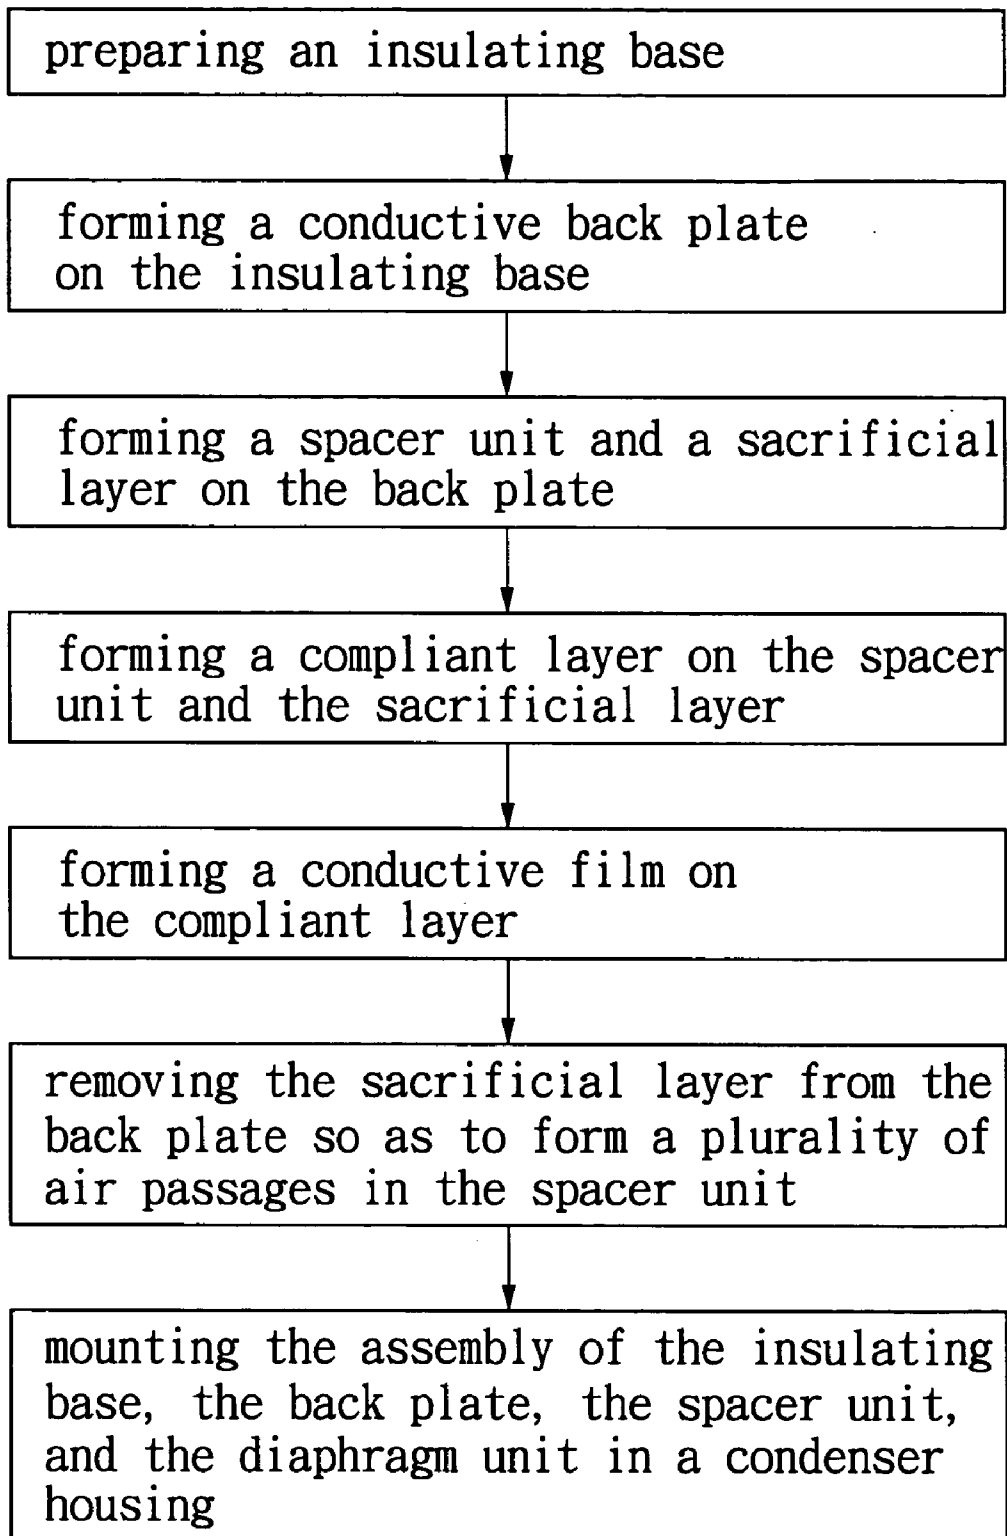 preparing an insulating base
forming a conductive back plate
on the insulating base
forming a spacer unit and a sacrificial
layer on the back plate
forming a compliant layer on the spacer
unit and the sacrificial layer
forming a conductive film on
the compliant layer
removing the sacrificial layer from the
back plate so as to form a plurality of
air passages in the spacer unit
mounting the assembly of the insulating
base, the back plate, the spacer unit,
and the diaphragm unit in a condenser
housing